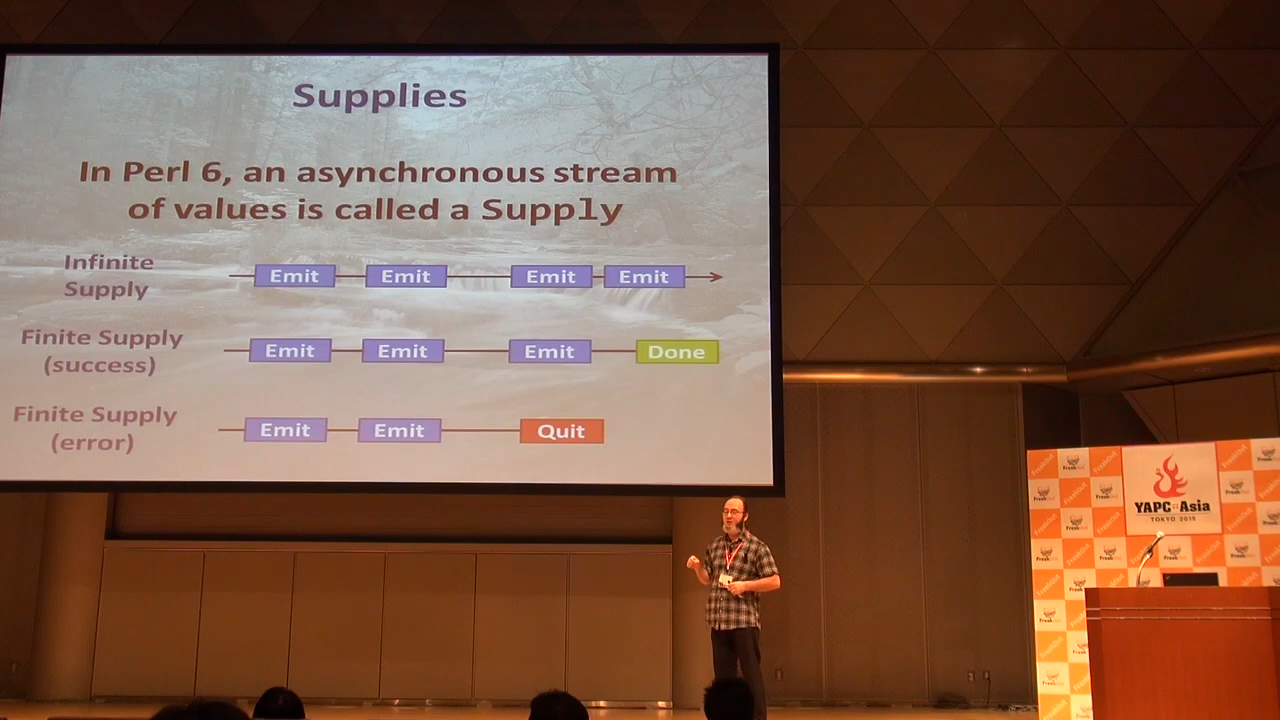 Supplies
In Perl 6, an asynchronous stream
of values is called a Supply
Infinite
Supply
Emit Emit Emit Emit
Finite Supply
(success)
Emit Emit Emit Done
Finite Supply
(error)
Emit Emit Quit
YAPC::Asia
TOKYO 2015
FreakOut